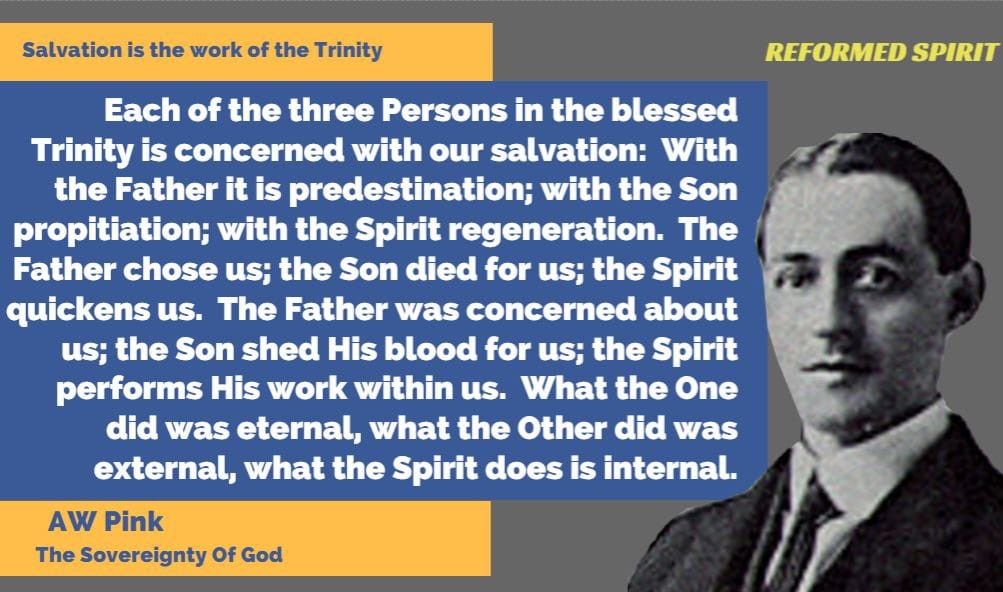 Salvation is the work of the Trinity
REFORMED SPIRIT
Each of the three Persons in the blessed
Trinity is concerned with our salvation: With
the Father it is predestination; with the Son
propitiation; with the Spirit regeneration. The
Father chose us; the Son died for us; the Spirit
quickens us. The Father was concerned about
us; the Son shed His blood for us; the Spirit
performs His work within us. What the One
did was eternal, what the Other did was
external, what the Spirit does is internal.
AW Pink
The Sovereignty Of God